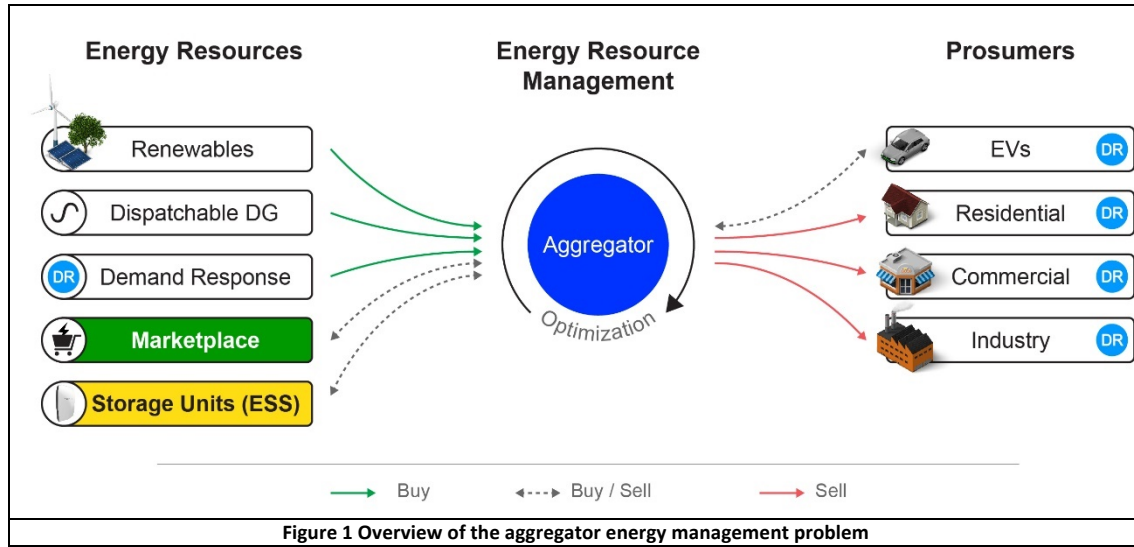 Energy Resources
Energy Resource
Management
Prosumers
Renewables
Dispatchable DG
DR
Demand Response
Marketplace
Storage Units (ESS)
Aggregator
Optimization
EVs
DR
Residential
DR
Commercial
DR
Industry
DR
Buy
Buy / Sell
Sell
Figure 1 Overview of the aggregator energy management problem